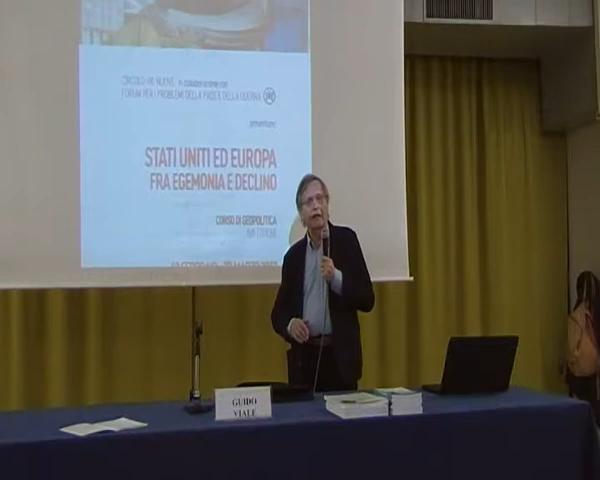 CIRCOLO VIE NUOVE
FORUM PER I PROBLEMI DELLA PACE E DELLA GUERRA
presentano
STATI UNITI ED EUROPA
FRA EGEMONIA E DECLINO
CORSO DI GEOPOLITICA
GUIDO
VIALE